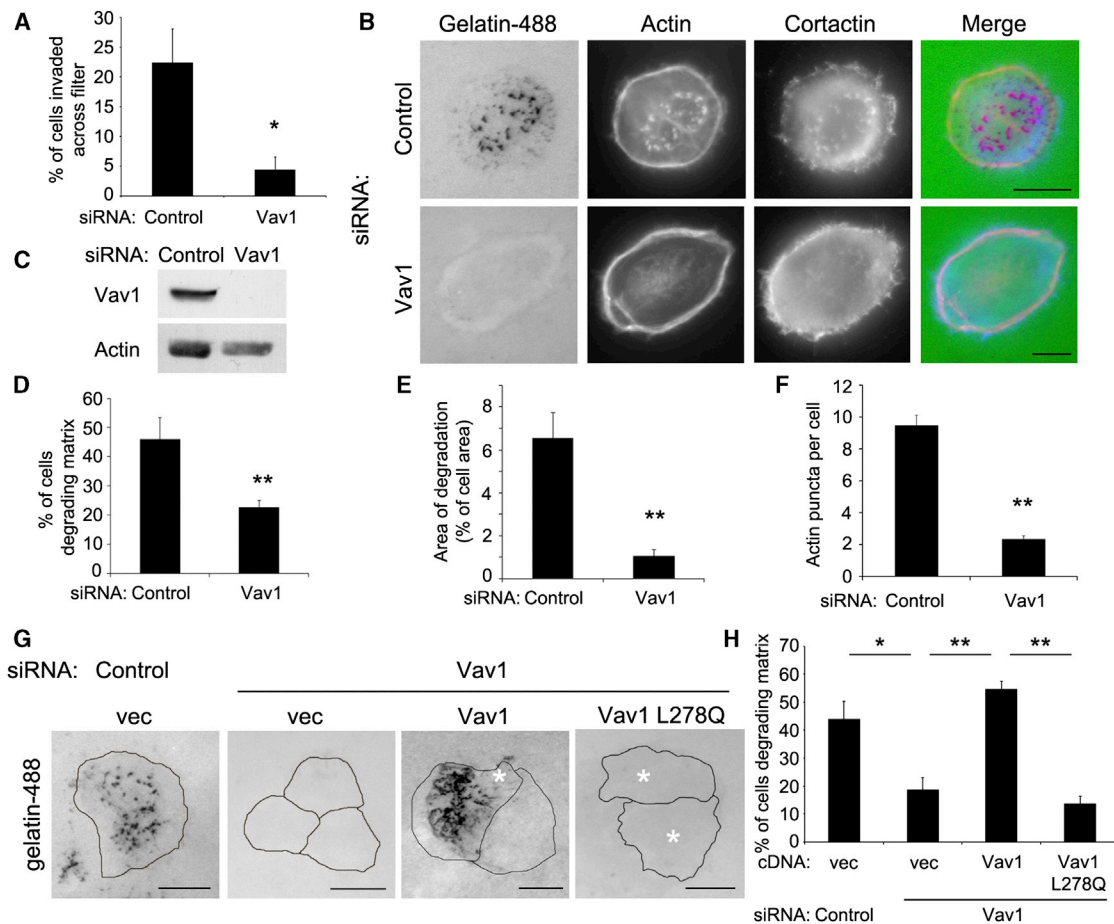 A
% of cells invaded
across filter
30
25
20
15
10
5
0
*
siRNA: Control Vav1
B
Gelatin-488 Actin Cortactin Merge
siRNA:
Control
Vav1
C
siRNA: Control Vav1
Vav1
Actin
D
% of cells
degrading matrix
60
50
40
30
20
10
0
**
siRNA: Control Vav1
E
Area of degradation
(% of cell area)
8
6
4
2
0
**
siRNA: Control Vav1
F
Actin puncta per cell
12
10
8
6
4
2
0
**
siRNA: Control Vav1
G
siRNA: Control Vav1
vec vec Vav1 Vav1 L278Q
gelatin-488
* * *
H
% of cells degrading matrix
70
60
50
40
30
20
10
0
* ** **
cDNA: vec vec Vav1 Vav1
L278Q
siRNA: Control Vav1